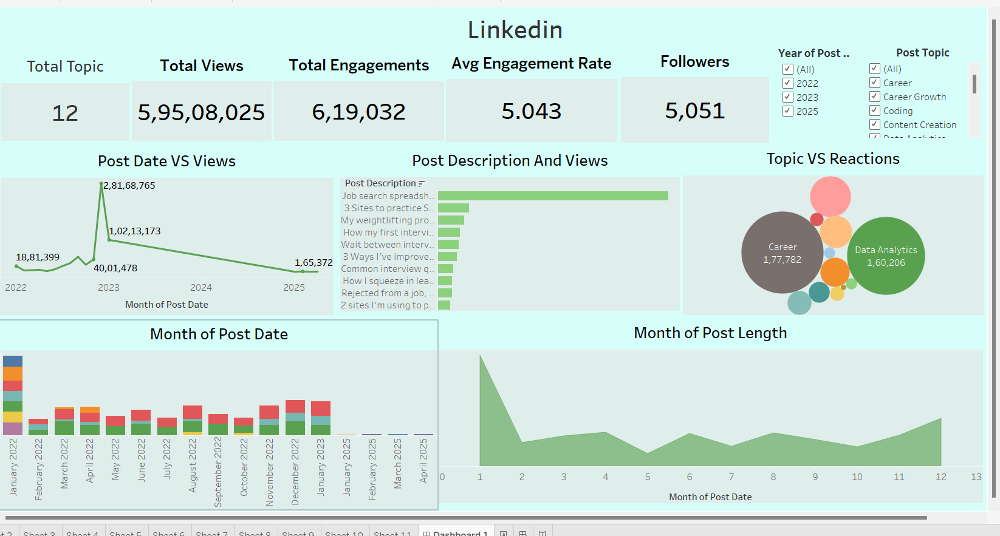 Linkedin
Total Topic
Total Views
Total Engagements
Avg Engagement Rate
Followers
12
5,95,08,025
6,19,032
5.043
5,051
Year of Post ..
(All)
2022
2023
2025
Post Topic
(All)
Career
Career Growth
Coding
Content Creation
Data Analytics
Post Date VS Views
2,81,68,765
1,02,13,173
18,81,399
40,01,478
1,65,372
2022 2023 2024 2025
Month of Post Date
Post Description And Views
Post Description
Job search spreadsh..
3 Sites to practice S..
My weightlifting pro..
How my first intervi..
Wait between interv..
3 Ways I've improve..
Common interview q..
How I squeeze in lea..
Rejected from a job, ..
2 sites I'm using to p..
Topic VS Reactions
Career
1,77,782
Data Analytics
1,60,206
Month of Post Date
January 2022
February 2022
March 2022
April 2022
May 2022
June 2022
July 2022
August 2022
September 2022
October 2022
November 2022
December 2022
January 2023
January 2025
February 2025
March 2025
April 2025
Month of Post Length
0 1 2 3 4 5 6 7 8 9 10 11 12 13
Month of Post Date
t 2 Sheet 3 Sheet 4 Sheet 5 Sheet 6 Sheet 7 Sheet 8 Sheet 9 Sheet 10 Sheet 11 Dashboard 1